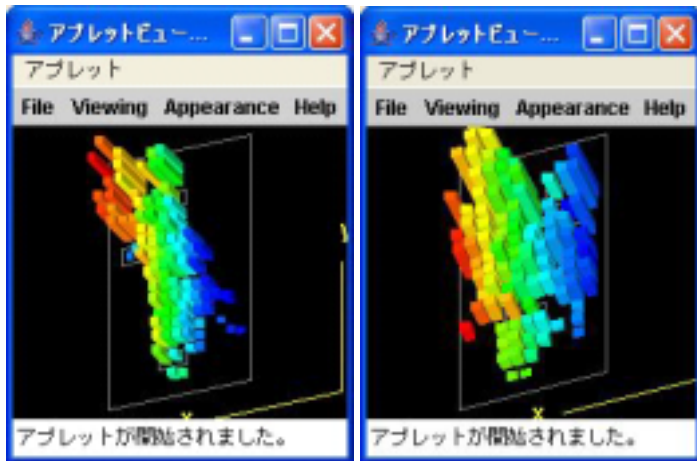 アプレットビュー...
アプレット
File Viewing Appearance Help
y
x
アプレットが開始されました。
アプレットビュー...
アプレット
File Viewing Appearance Help
x
アプレットが開始されました。